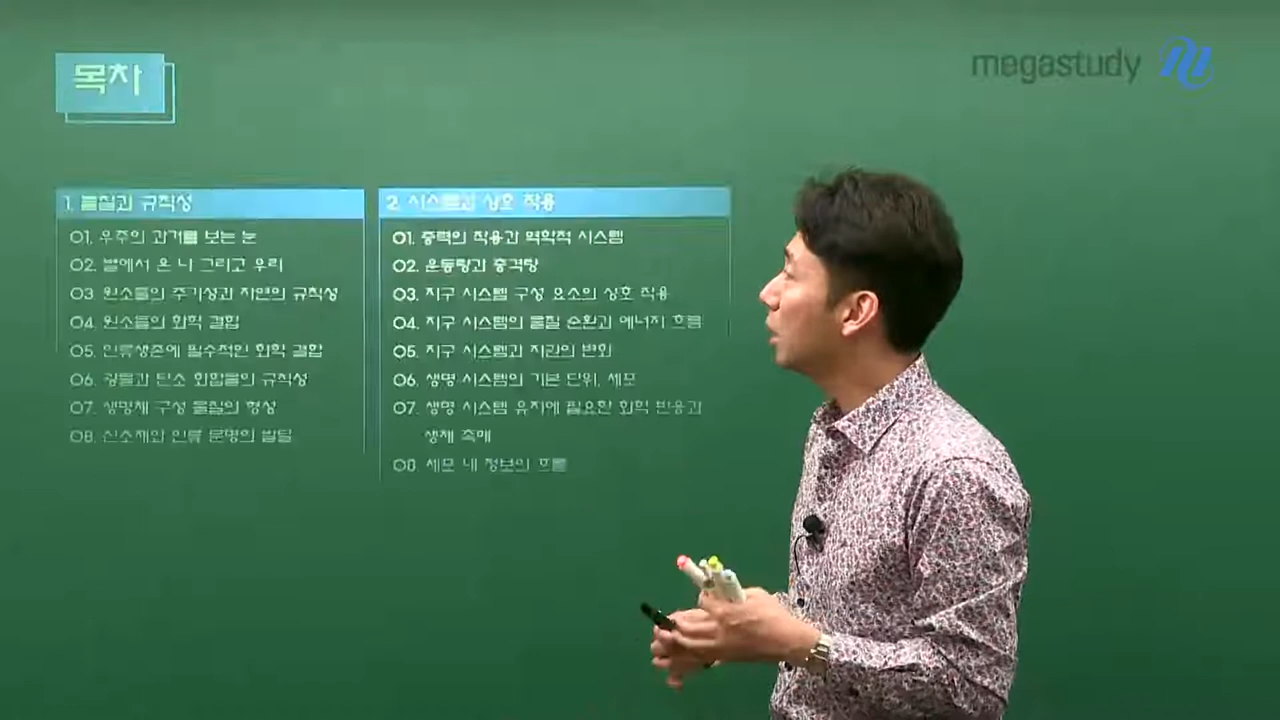 목차
megastudy
1. 물질과 규칙성
01. 우주의 과거를 보는 눈
02. 별에서 온 나 그리고 우리
03 원소들의 주기성과 자연의 규칙성
04. 원소들의 화학 결합
05. 인류생존에 필수적인 화학 결합
06. 광물과 탄소 화합물의 규칙성
07. 생명체 구성 물질의 형성
08. 신소재와 인류 문명의 발달
2. 시스템과 상호 작용
01. 중력의 작용과 역학적 시스템
02. 운동량과 충격량
03. 지구 시스템 구성 요소의 상호 작용
04. 지구 시스템의 물질 순환과 에너지 흐름
05. 지구 시스템과 지권의 변화
06. 생명 시스템의 기본 단위, 세포
07. 생명 시스템 유지에 필요한 화학 반응과
생체 촉매
08. 세포 내 정보의 흐름